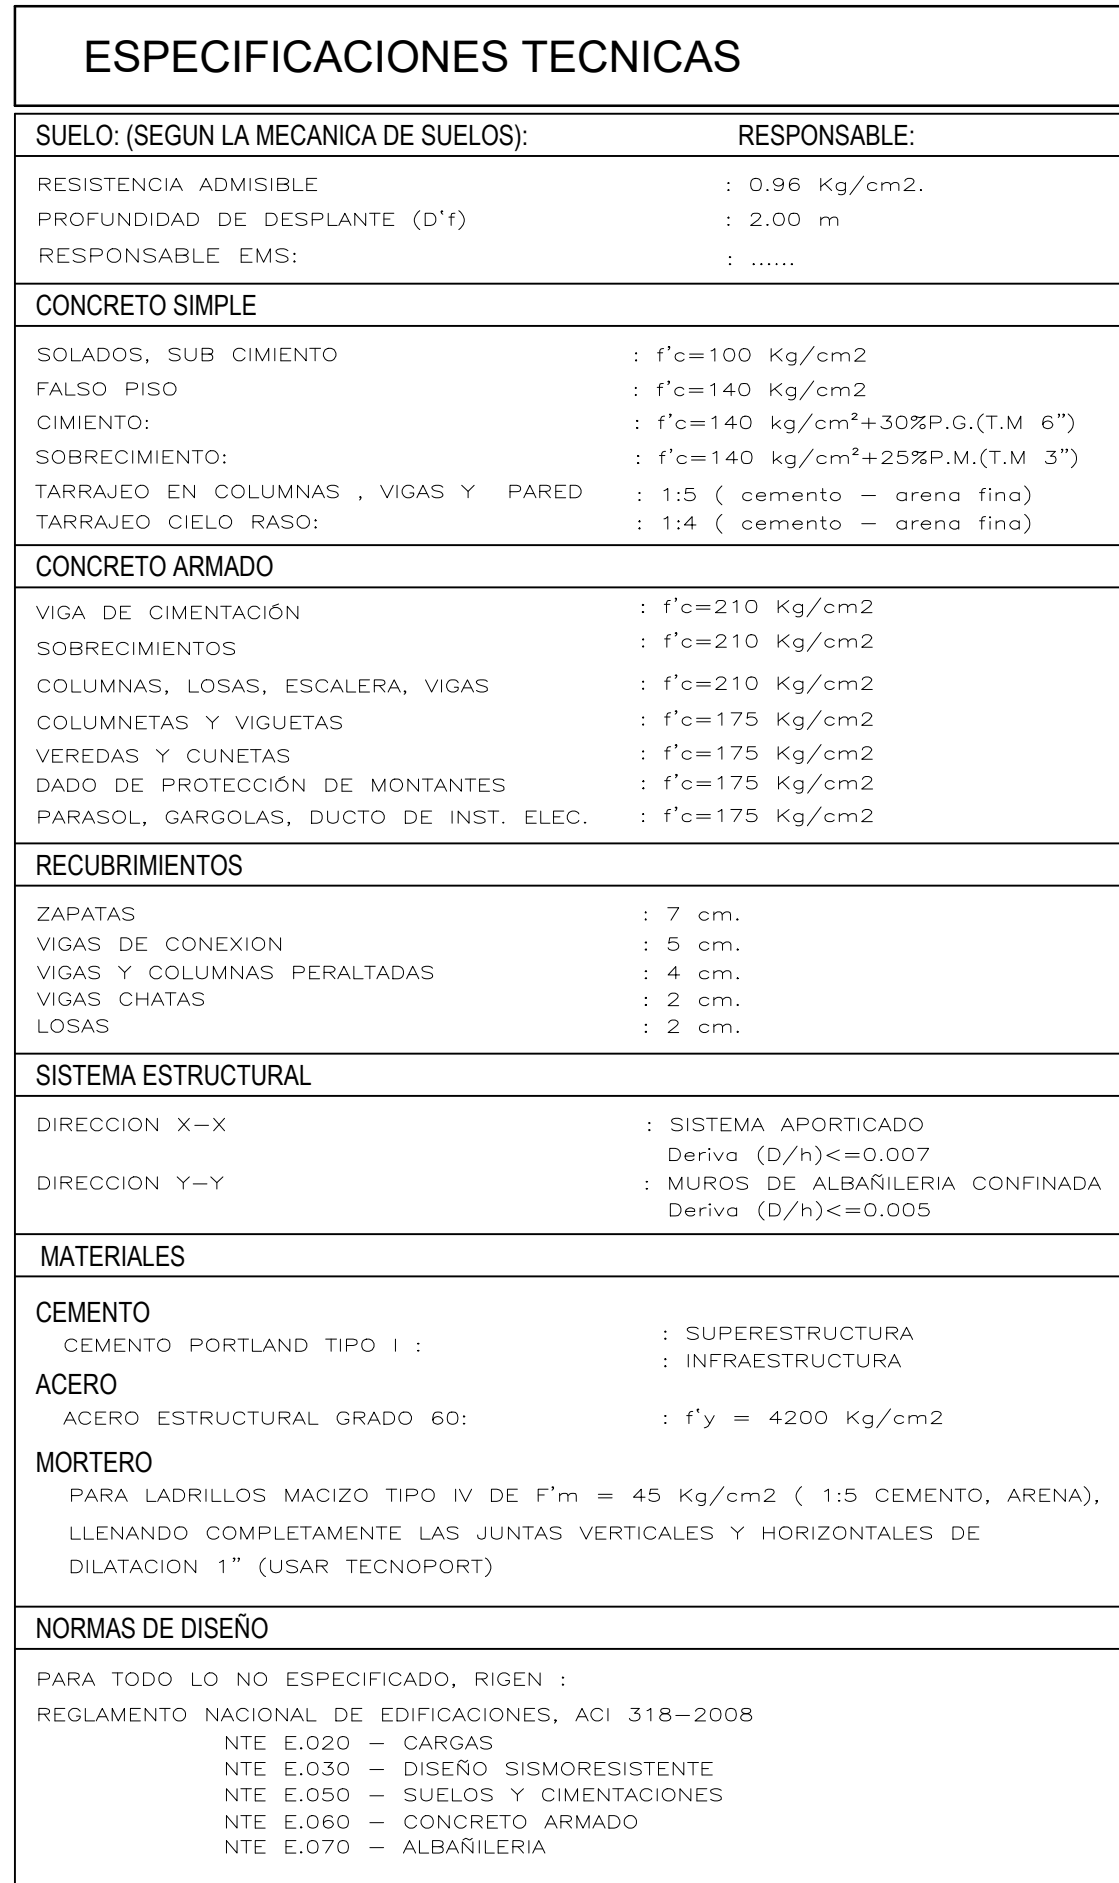 ESPECIFICACIONES TECNICAS
SUELO: (SEGUN LA MECANICA DE SUELOS): RESPONSABLE:
RESISTENCIA ADMISIBLE : 0.96 Kg/cm2.
PROFUNDIDAD DE DESPLANTE (D'f) : 2.00 m
RESPONSABLE EMS: : ......
CONCRETO SIMPLE
SOLADOS, SUB CIMIENTO : f'c=100 Kg/cm2
FALSO PISO : f'c=140 Kg/cm2
CIMIENTO: : f'c=140 kg/cm²+30%P.G.(T.M 6")
SOBRECIMIENTO: : f'c=140 kg/cm²+25%P.M.(T.M 3")
TARRAJEO EN COLUMNAS , VIGAS Y PARED : 1:5 ( cemento – arena fina)
TARRAJEO CIELO RASO: : 1:4 ( cemento – arena fina)
CONCRETO ARMADO
VIGA DE CIMENTACIÓN : f'c=210 Kg/cm2
SOBRECIMIENTOS : f'c=210 Kg/cm2
COLUMNAS, LOSAS, ESCALERA, VIGAS : f'c=210 Kg/cm2
COLUMNETAS Y VIGUETAS : f'c=175 Kg/cm2
VEREDAS Y CUNETAS : f'c=175 Kg/cm2
DADO DE PROTECCIÓN DE MONTANTES : f'c=175 Kg/cm2
PARASOL, GARGOLAS, DUCTO DE INST. ELEC. : f'c=175 Kg/cm2
RECUBRIMIENTOS
ZAPATAS : 7 cm.
VIGAS DE CONEXION : 5 cm.
VIGAS Y COLUMNAS PERALTADAS : 4 cm.
VIGAS CHATAS : 2 cm.
LOSAS : 2 cm.
SISTEMA ESTRUCTURAL
DIRECCION X–X : SISTEMA APORTICADO
Deriva (D/h)<=0.007
DIRECCION Y–Y : MUROS DE ALBAÑILERIA CONFINADA
Deriva (D/h)<=0.005
MATERIALES
CEMENTO
CEMENTO PORTLAND TIPO I : : SUPERESTRUCTURA
: INFRAESTRUCTURA
ACERO
ACERO ESTRUCTURAL GRADO 60: : f'y = 4200 Kg/cm2
MORTERO
PARA LADRILLOS MACIZO TIPO IV DE F'm = 45 Kg/cm2 ( 1:5 CEMENTO, ARENA),
LLENANDO COMPLETAMENTE LAS JUNTAS VERTICALES Y HORIZONTALES DE
DILATACION 1" (USAR TECNOPORT)
NORMAS DE DISEÑO
PARA TODO LO NO ESPECIFICADO, RIGEN :
REGLAMENTO NACIONAL DE EDIFICACIONES, ACI 318–2008
NTE E.020 – CARGAS
NTE E.030 – DISEÑO SISMORESISTENTE
NTE E.050 – SUELOS Y CIMENTACIONES
NTE E.060 – CONCRETO ARMADO
NTE E.070 – ALBAÑILERIA